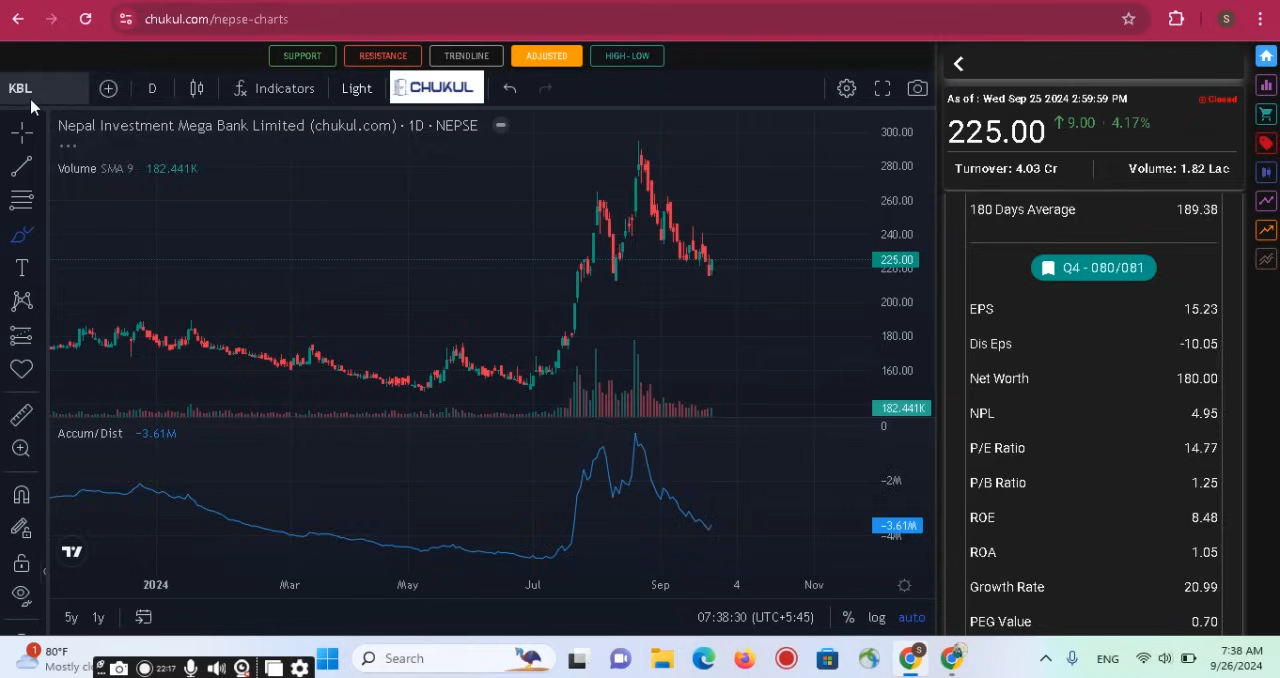 chukul.com/nepse-charts
S
SUPPORT RESISTANCE TRENDLINE ADJUSTED HIGH-LOW
KBL D Indicators Light CHUKUL
Nepal Investment Mega Bank Limited (chukul.com) · 1D · NEPSE
Volume SMA 9 182.441K
300.00
280.00
260.00
240.00
225.00
220.00
200.00
180.00
160.00
182.441K
Accum/Dist −3.61M
0
−2M
−3.61M
−4M
2024 Mar May Jul Sep 4 Nov
5y 1y 07:38:30 (UTC+5:45) % log auto
As of : Wed Sep 25 2024 2:59:59 PM Closed
225.00 9.00 · 4.17%
Turnover: 4.03 Cr Volume: 1.82 Lac
180 Days Average 189.38
Q4 - 080/081
EPS 15.23
Dis Eps -10.05
Net Worth 180.00
NPL 4.95
P/E Ratio 14.77
P/B Ratio 1.25
ROE 8.48
ROA 1.05
Growth Rate 20.99
PEG Value 0.70
1 80°F
Mostly cl
22:17
Search
S
ENG
7:38 AM
9/26/2024